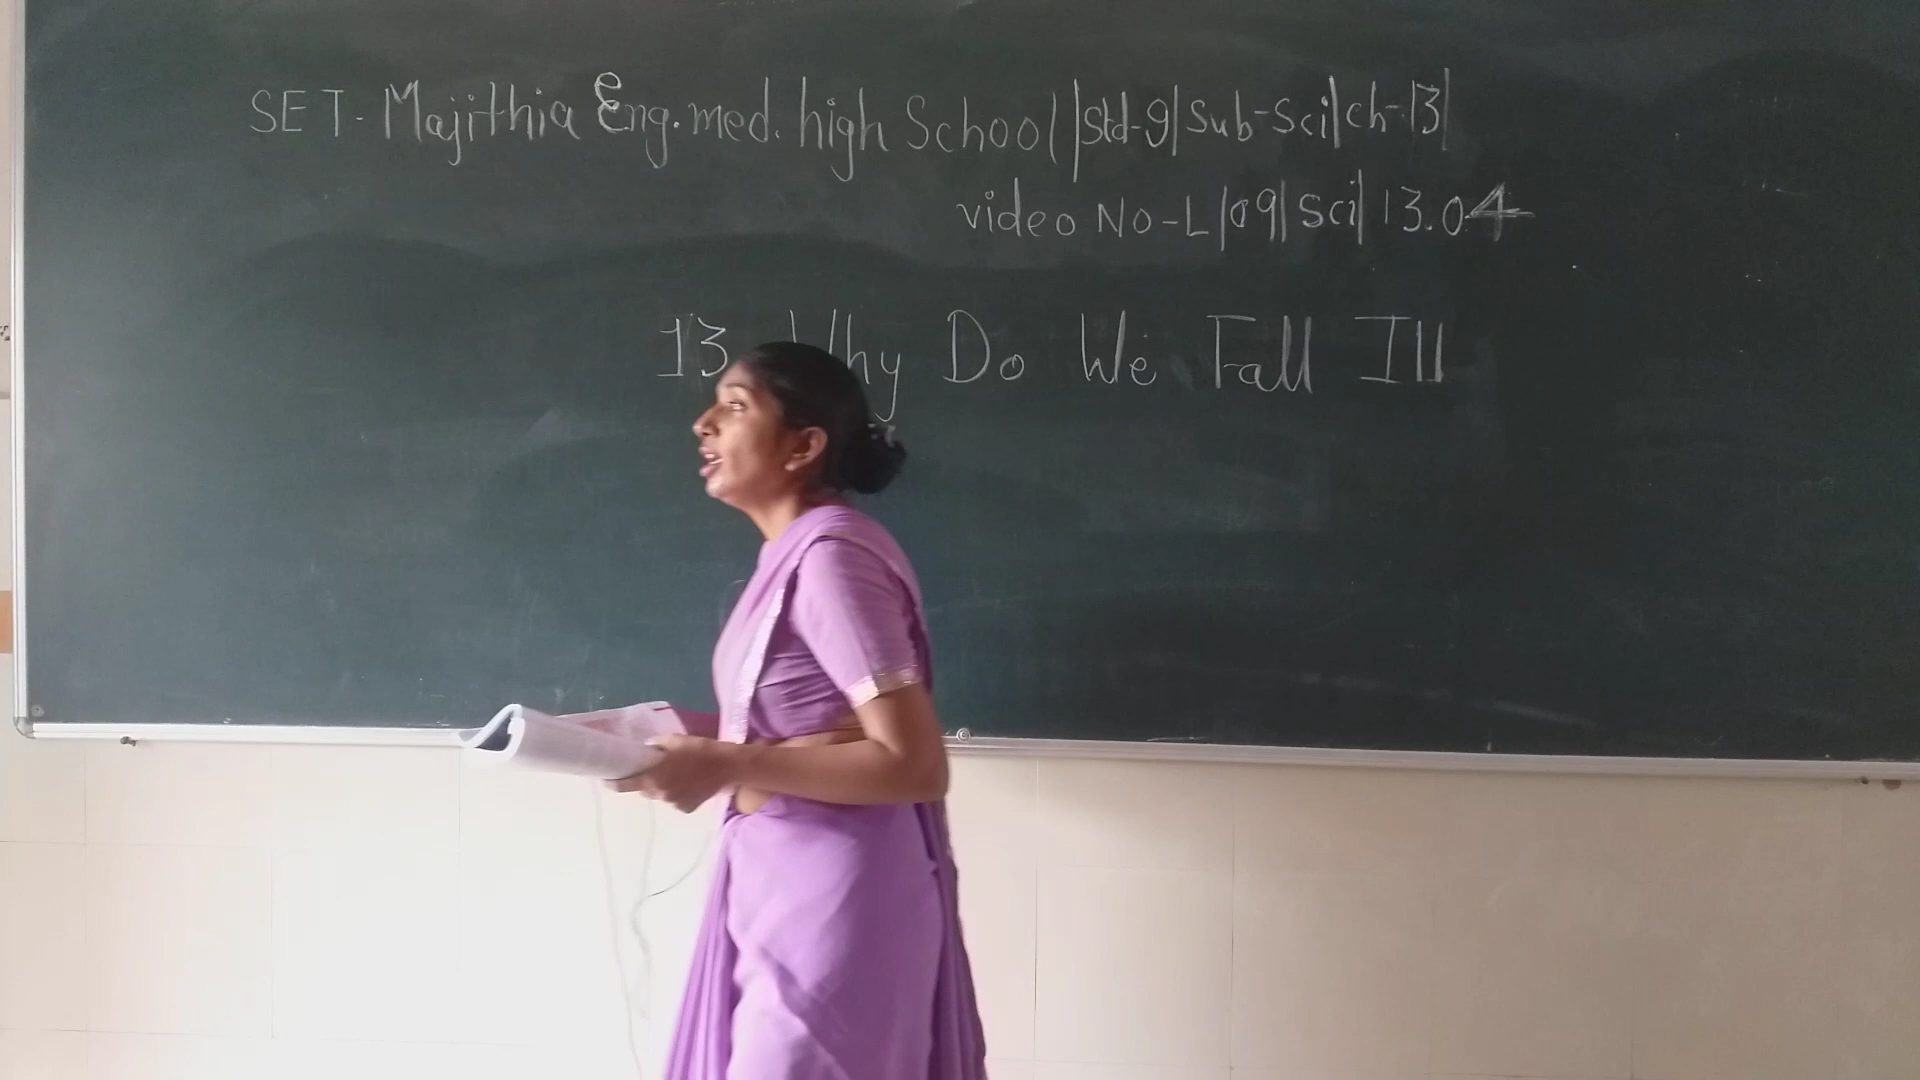 SET. Majithia Eng.med. high School |Std-9| Sub-Sci|ch-13|
video No-L|09|Sci|13.04
13 Why Do We Fall Ill